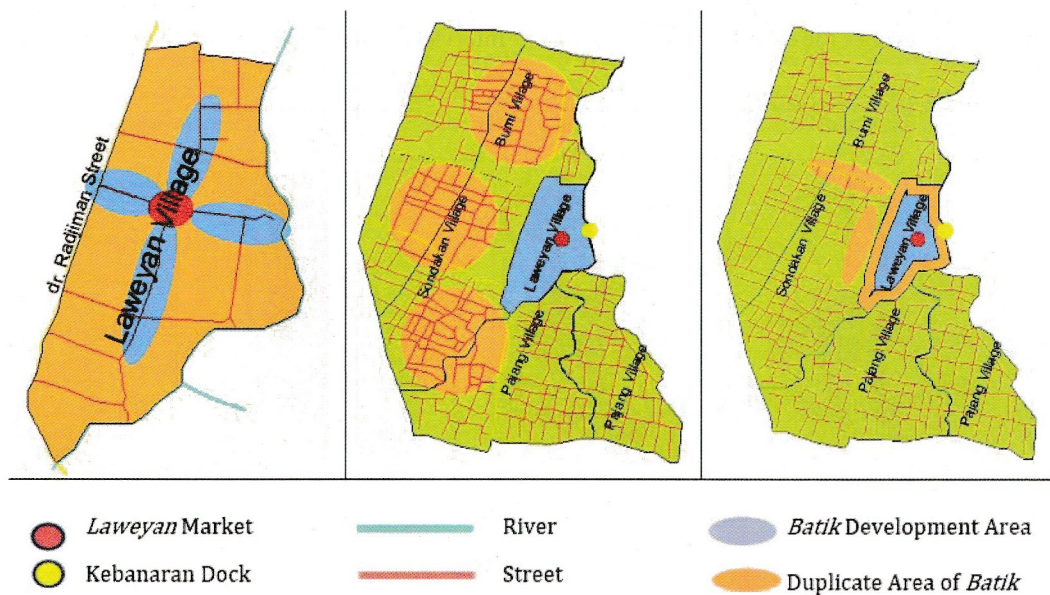 dr. Radjiman Street
Laweyan Village
Bumi Village
Sondakan Village
Laweyan Village
Pajang Village
Pajang Village
Bumi Village
Sondakan Village
Laweyan Village
Pajang Village
Pajang Village
Laweyan Market
River
Batik Development Area
Kebanaran Dock
Street
Duplicate Area of Batik